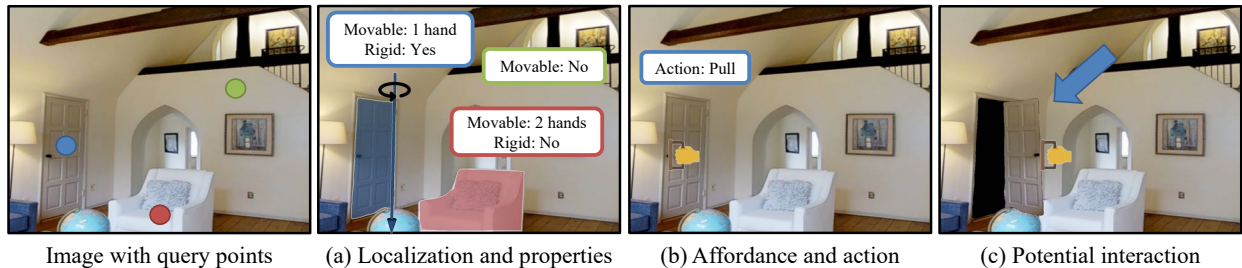 Movable: 1 hand
Rigid: Yes
Movable: No
Movable: 2 hands
Rigid: No
Action: Pull
Image with query points
(a) Localization and properties
(b) Affordance and action
(c) Potential interaction